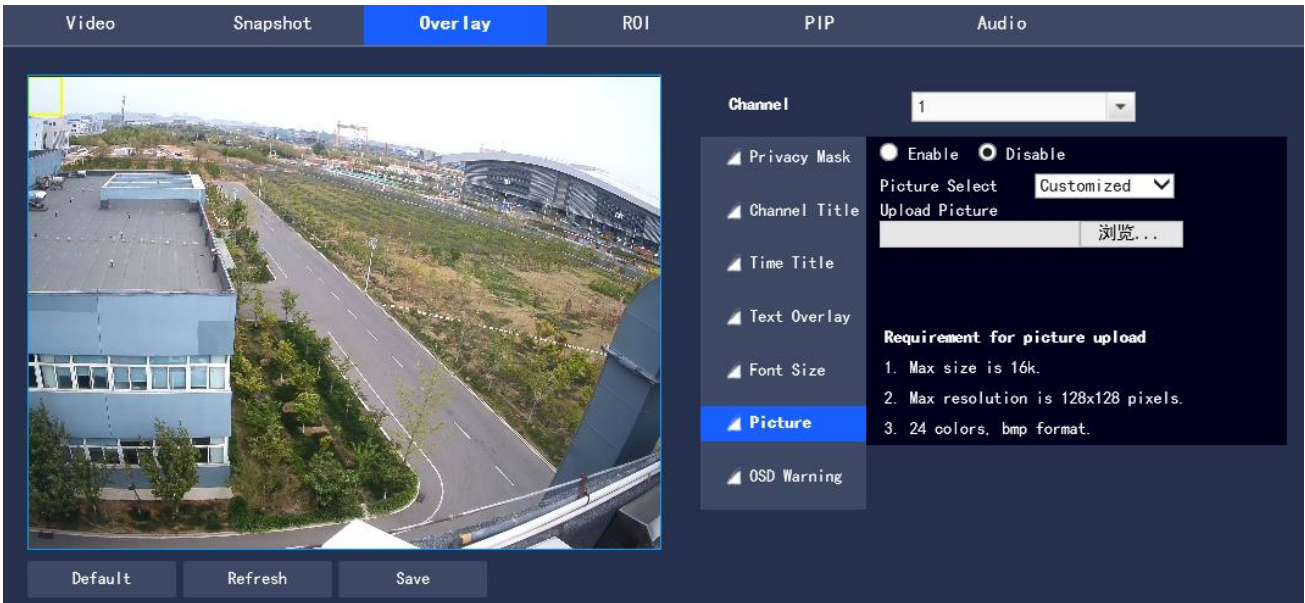 Video Snapshot Overlay ROI PIP Audio
Channel 1
Privacy Mask
Channel Title
Time Title
Text Overlay
Font Size
Picture
OSD Warning
Enable Disable
Picture Select Customized
Upload Picture
浏览...
Requirement for picture upload
1. Max size is 16k.
2. Max resolution is 128x128 pixels.
3. 24 colors, bmp format.
Default Refresh Save